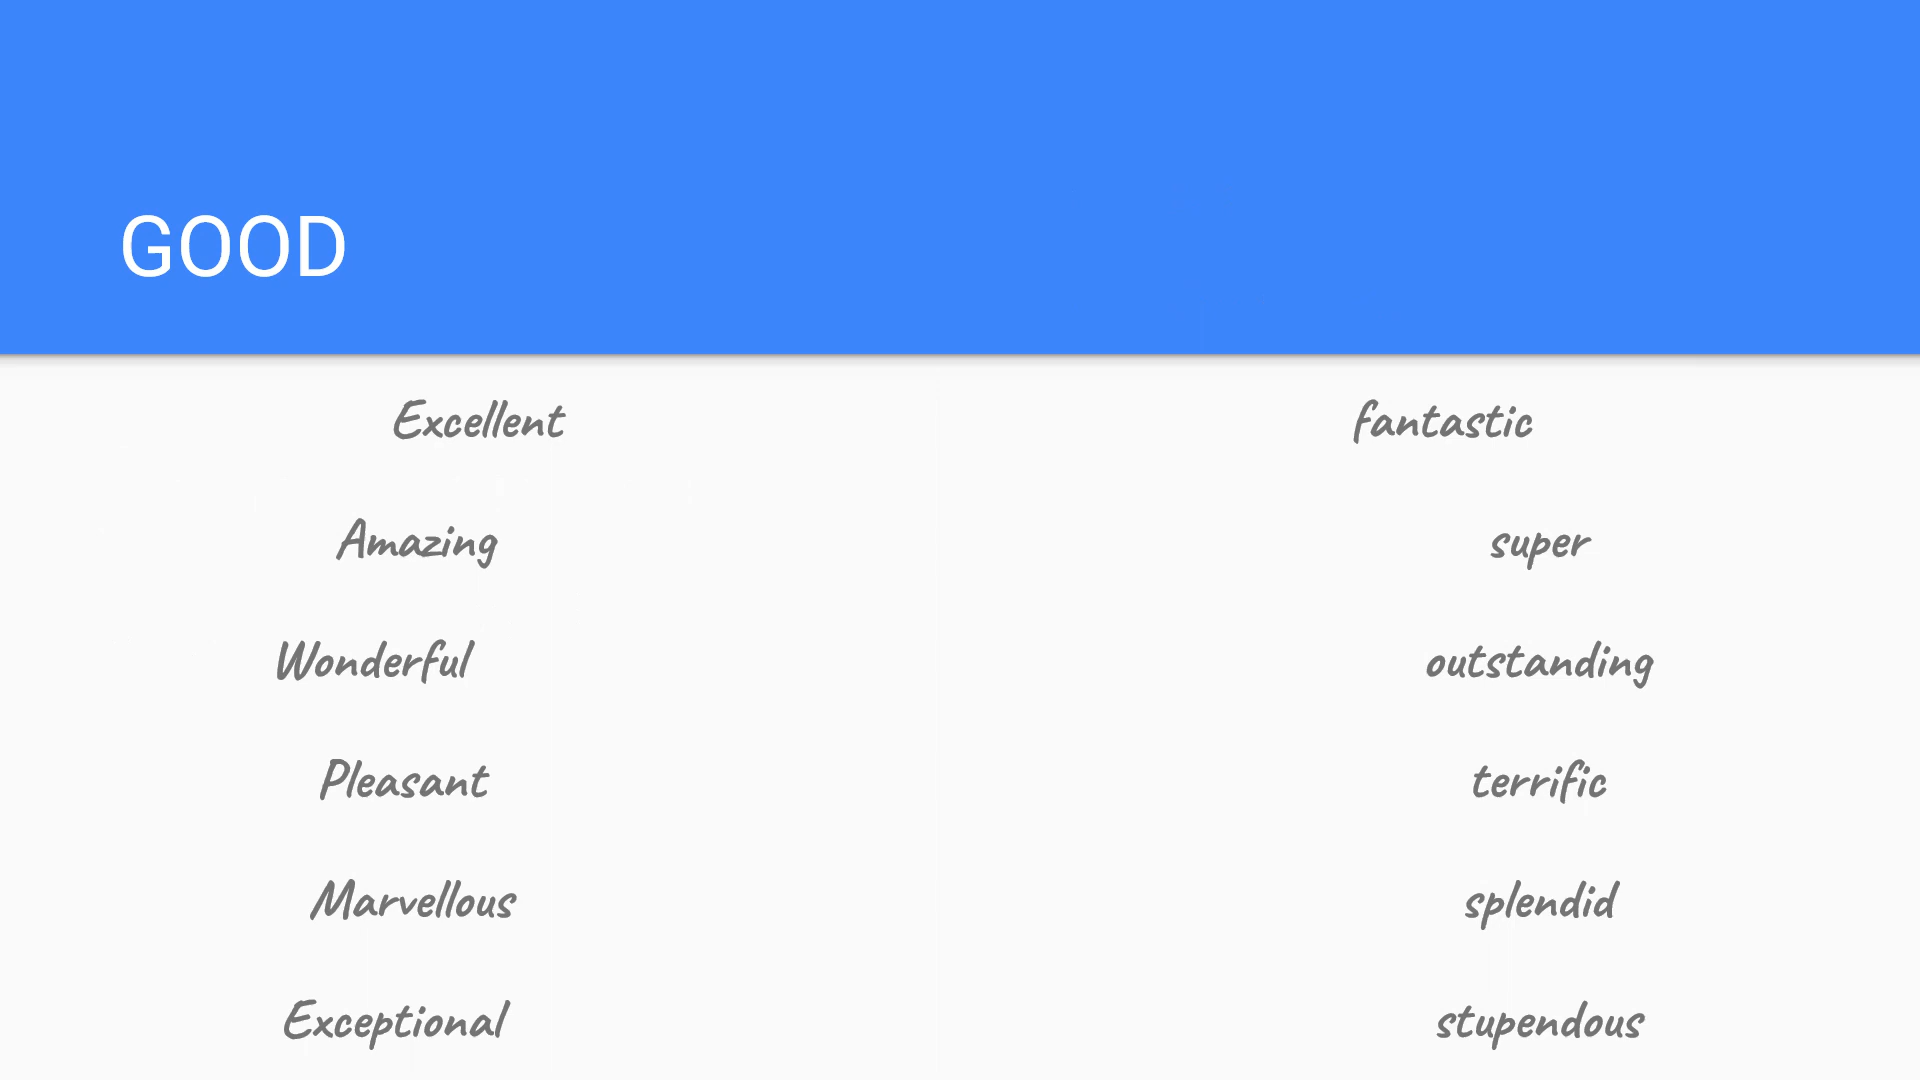 GOOD
Excellent
Amazing
Wonderful
Pleasant
Marvellous
Exceptional
fantastic
super
outstanding
terrific
splendid
stupendous